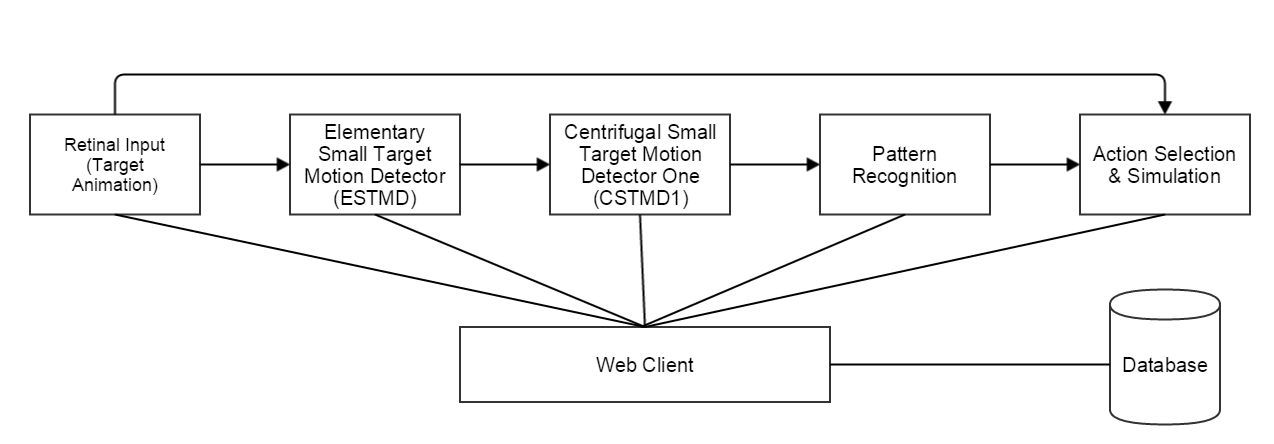 Retinal Input
(Target
Animation)
Elementary
Small Target
Motion Detector
(ESTMD)
Centrifugal Small
Target Motion
Detector One
(CSTMD1)
Pattern
Recognition
Action Selection
& Simulation
Web Client
Database